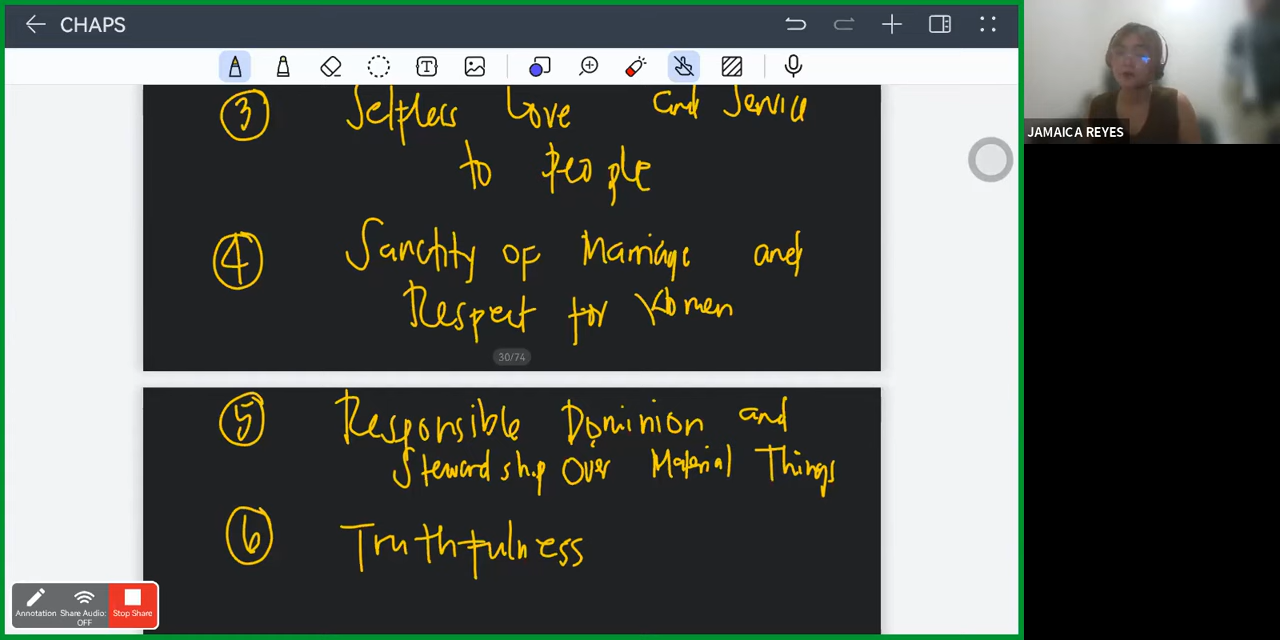 CHAPS
JAMAICA REYES
③ Selfless Love and Service
to People
④ Sanctity of Marriage and
Respect for Women
30/74
⑤ Responsible Dominion and
Stewardship Over Material Things
⑥ Truthfulness
Annotation
Share Audio:
OFF
Stop Share